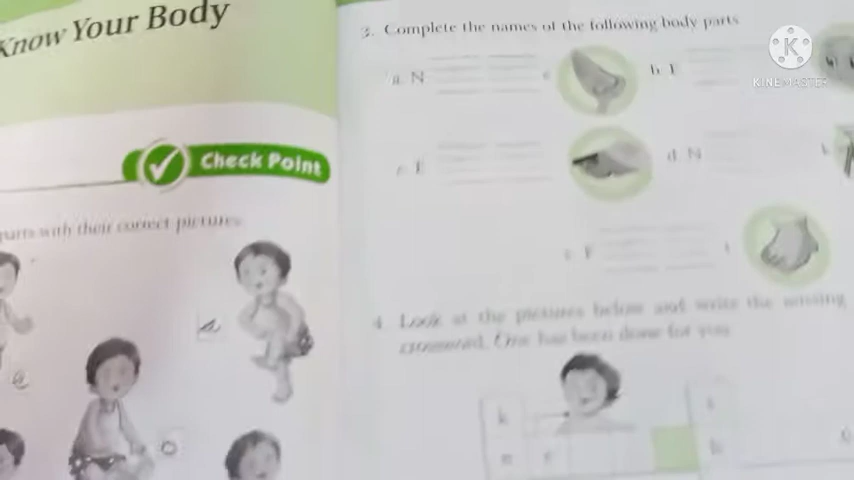 Know Your Body
Check Point
parts with their correct pictures
3. Complete the names of the following body parts
a. N
e
b. I
c. E
d. N
k
e. F
t
4. Look at the pictures below and write the missing
crossword. One has been done for you
KINEMASTER